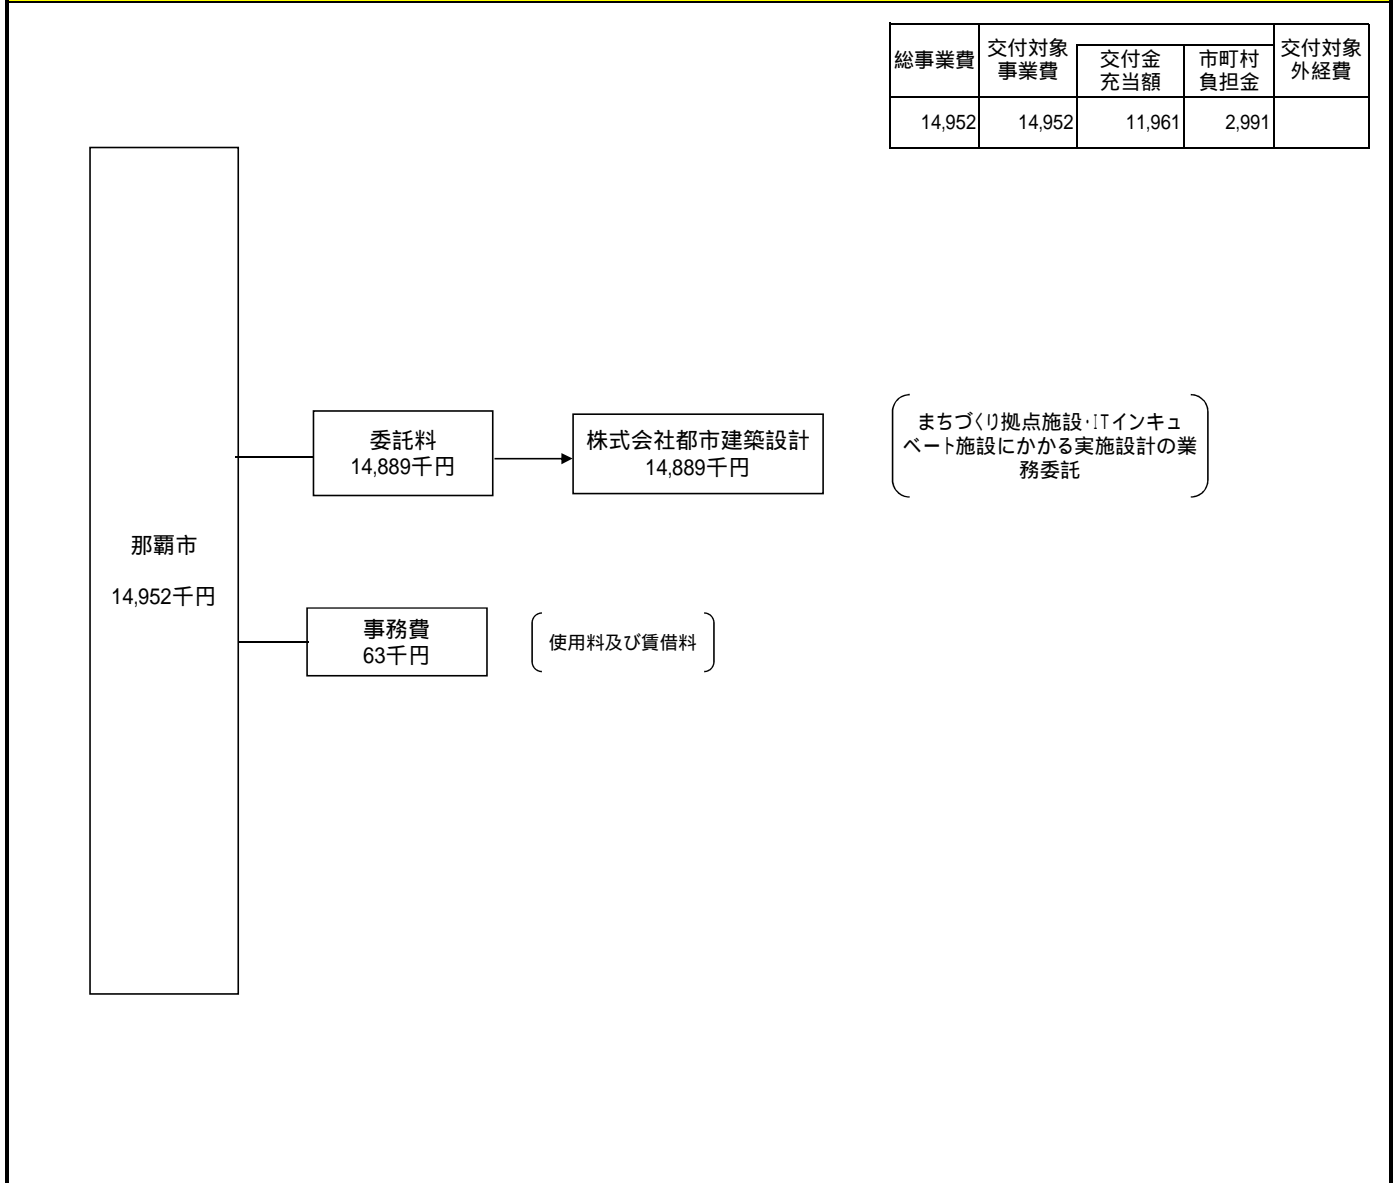 総事業費
交付対象
事業費
交付金
充当額
市町村
負担金
交付対象
外経費
14,952
14,952
11,961
2,991
委託料
14,889千円
株式会社都市建築設計
14,889千円
まちづくり拠点施設・ITインキュ
ベート施設にかかる実施設計の業
務委託
那覇市
14,952千円
事務費
63千円
使用料及び賃借料